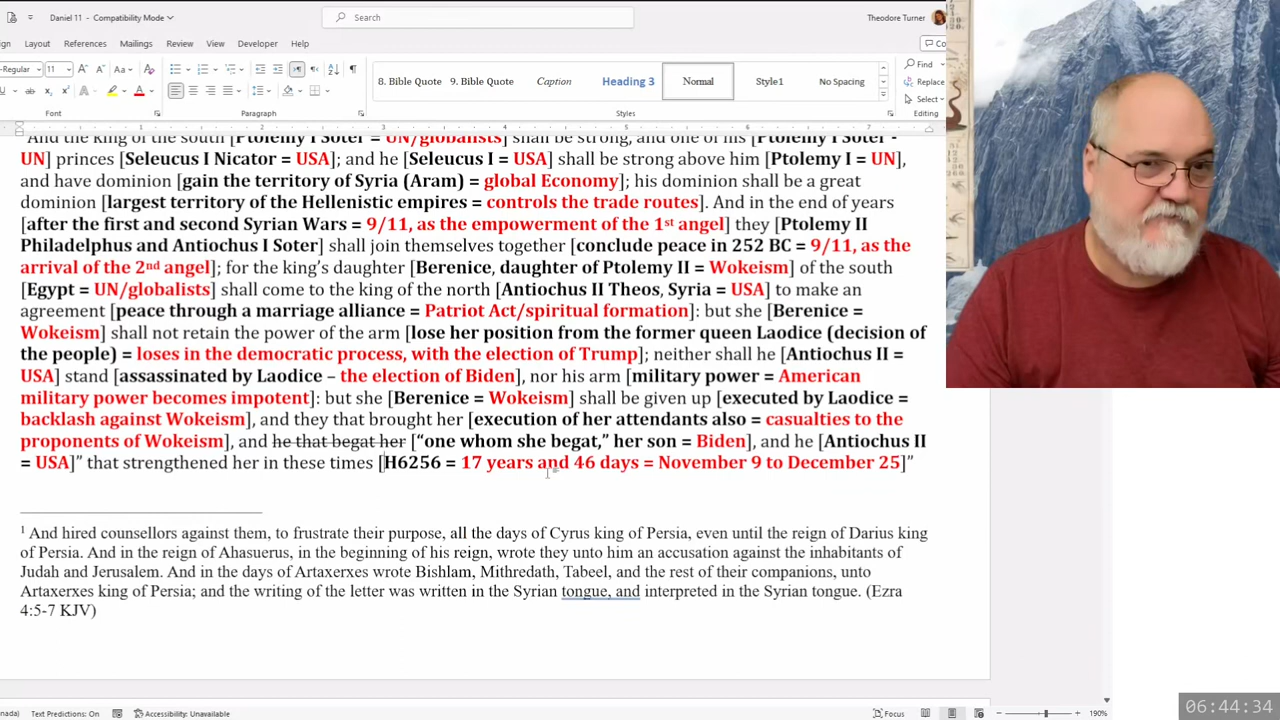 Daniel 11 • Compatibility Mode
Search
Theodore Turner
Layout References Mailings Review View Developer Help
Regular 11
8. Bible Quote 9. Bible Quote Caption Heading 3 Normal Style1 No Spacing
Find
Replace
Select
Font Paragraph Styles Editing
And the king of the south [Ptolemy I Soter = UN/globalists] shall be strong, and one of his [Ptolemy I Soter -
UN] princes [Seleucus I Nicator = USA]; and he [Seleucus I = USA] shall be strong above him [Ptolemy I = UN],
and have dominion [gain the territory of Syria (Aram) = global Economy]; his dominion shall be a great
dominion [largest territory of the Hellenistic empires = controls the trade routes]. And in the end of years
[after the first and second Syrian Wars = 9/11, as the empowerment of the 1st angel] they [Ptolemy II
Philadelphus and Antiochus I Soter] shall join themselves together [conclude peace in 252 BC = 9/11, as the
arrival of the 2nd angel]; for the king's daughter [Berenice, daughter of Ptolemy II = Wokeism] of the south
[Egypt = UN/globalists] shall come to the king of the north [Antiochus II Theos, Syria = USA] to make an
agreement [peace through a marriage alliance = Patriot Act/spiritual formation]: but she [Berenice =
Wokeism] shall not retain the power of the arm [lose her position from the former queen Laodice (decision of
the people) = loses in the democratic process, with the election of Trump]; neither shall he [Antiochus II =
USA] stand [assassinated by Laodice – the election of Biden], nor his arm [military power = American
military power becomes impotent]: but she [Berenice = Wokeism] shall be given up [executed by Laodice =
backlash against Wokeism], and they that brought her [execution of her attendants also = casualties to the
proponents of Wokeism], and he that begat her [“one whom she begat,” her son = Biden], and he [Antiochus II
= USA]” that strengthened her in these times [H6256 = 17 years and 46 days = November 9 to December 25]”
1 And hired counsellors against them, to frustrate their purpose, all the days of Cyrus king of Persia, even until the reign of Darius king
of Persia. And in the reign of Ahasuerus, in the beginning of his reign, wrote they unto him an accusation against the inhabitants of
Judah and Jerusalem. And in the days of Artaxerxes wrote Bishlam, Mithredath, Tabeel, and the rest of their companions, unto
Artaxerxes king of Persia; and the writing of the letter was written in the Syrian tongue, and interpreted in the Syrian tongue. (Ezra
4:5-7 KJV)
Text Predictions: On Accessibility: Unavailable Focus 190%
06:44:34